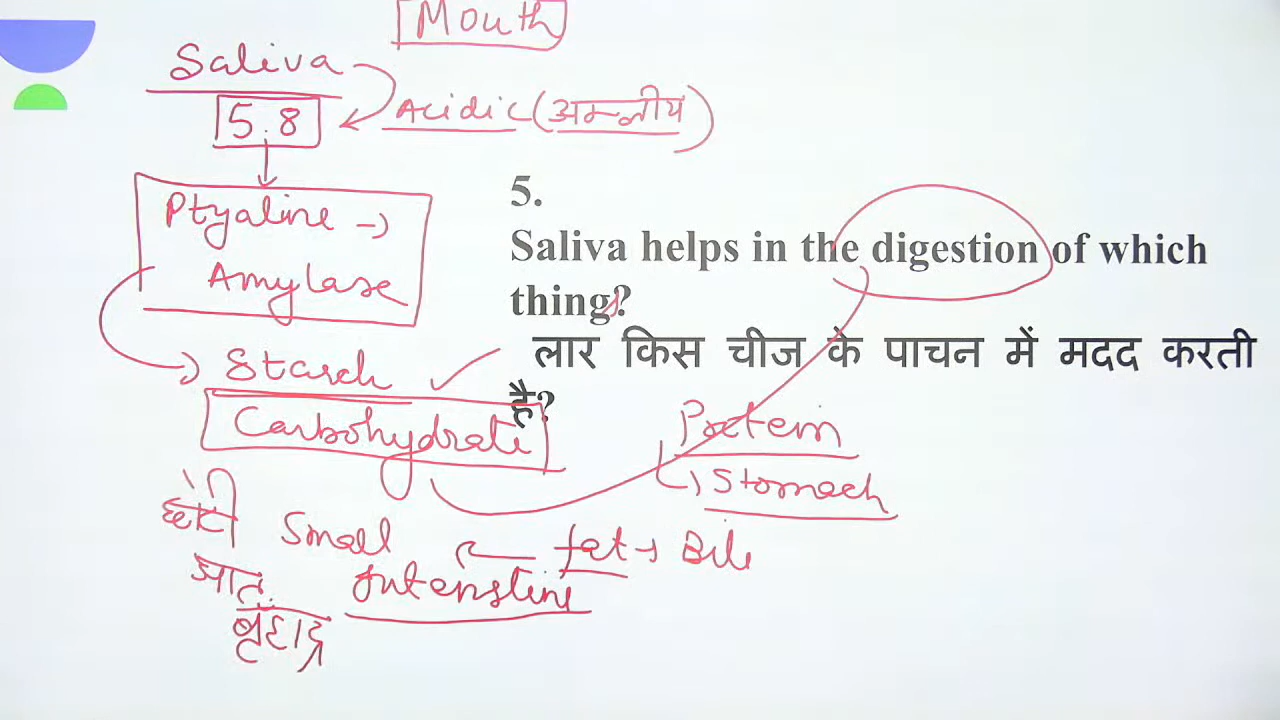 Mouth
Saliva
5.8
Acidic (अम्लीय)
Ptyaline →
Amylase
Starch
Carbohydrate
5.
Saliva helps in the digestion of which
things?
लार किस चीज के पाचन में मदद करती
है?
Protein
Stomach
छोटी Small fat → Bile
आंत Intenstine